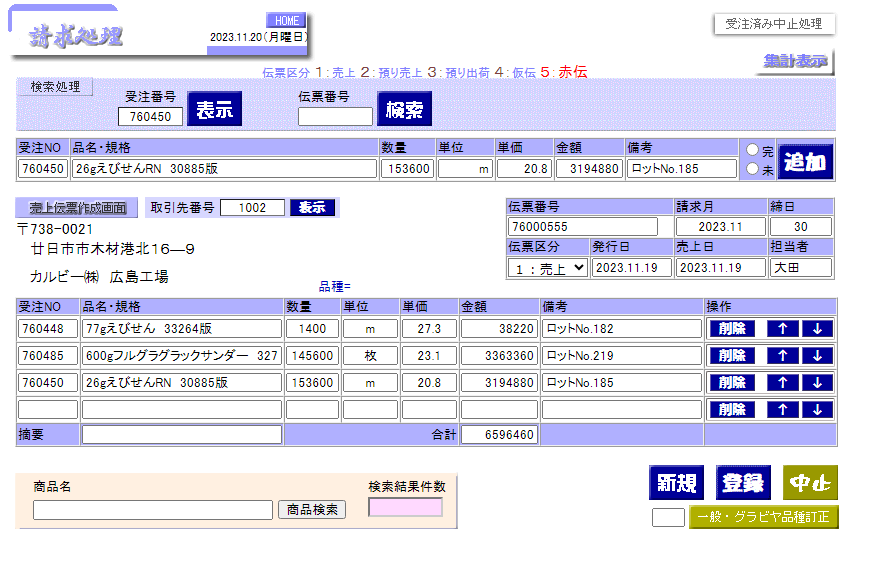 請求処理
HOME
2023.11.20(月曜日)
受注済み中止処理
集計表示
伝票区分 1:売上 2:預り売上 3:預り出荷 4:仮伝 5:赤伝
検索処理
受注番号 760450 表示
伝票番号 検索
受注NO 品名・規格 数量 単位 単価 金額 備考
760450 26gえびせんRN 30885版 153600 m 20.8 3194880 ロットNo.185
完
未
追加
売上伝票作成画面 取引先番号 1002 表示
伝票番号 請求月 締日
76000555 2023.11 30
伝票区分 発行日 売上日 担当者
1:売上 2023.11.19 2023.11.19 大田
〒738-0021
廿日市市木材港北16―9
カルビー㈱ 広島工場
品種=
受注NO 品名・規格 数量 単位 単価 金額 備考 操作
760448 77gえびせん 33264版 1400 m 27.3 38220 ロットNo.182 削除 ↑ ↓
760485 600gフルグラグラックサンダー 327 145600 枚 23.1 3363360 ロットNo.219 削除 ↑ ↓
760450 26gえびせんRN 30885版 153600 m 20.8 3194880 ロットNo.185 削除 ↑ ↓
削除 ↑ ↓
摘要 合計 6596460
商品名 検索結果件数
商品検索
新規 登録 中止
一般・グラビヤ品種訂正